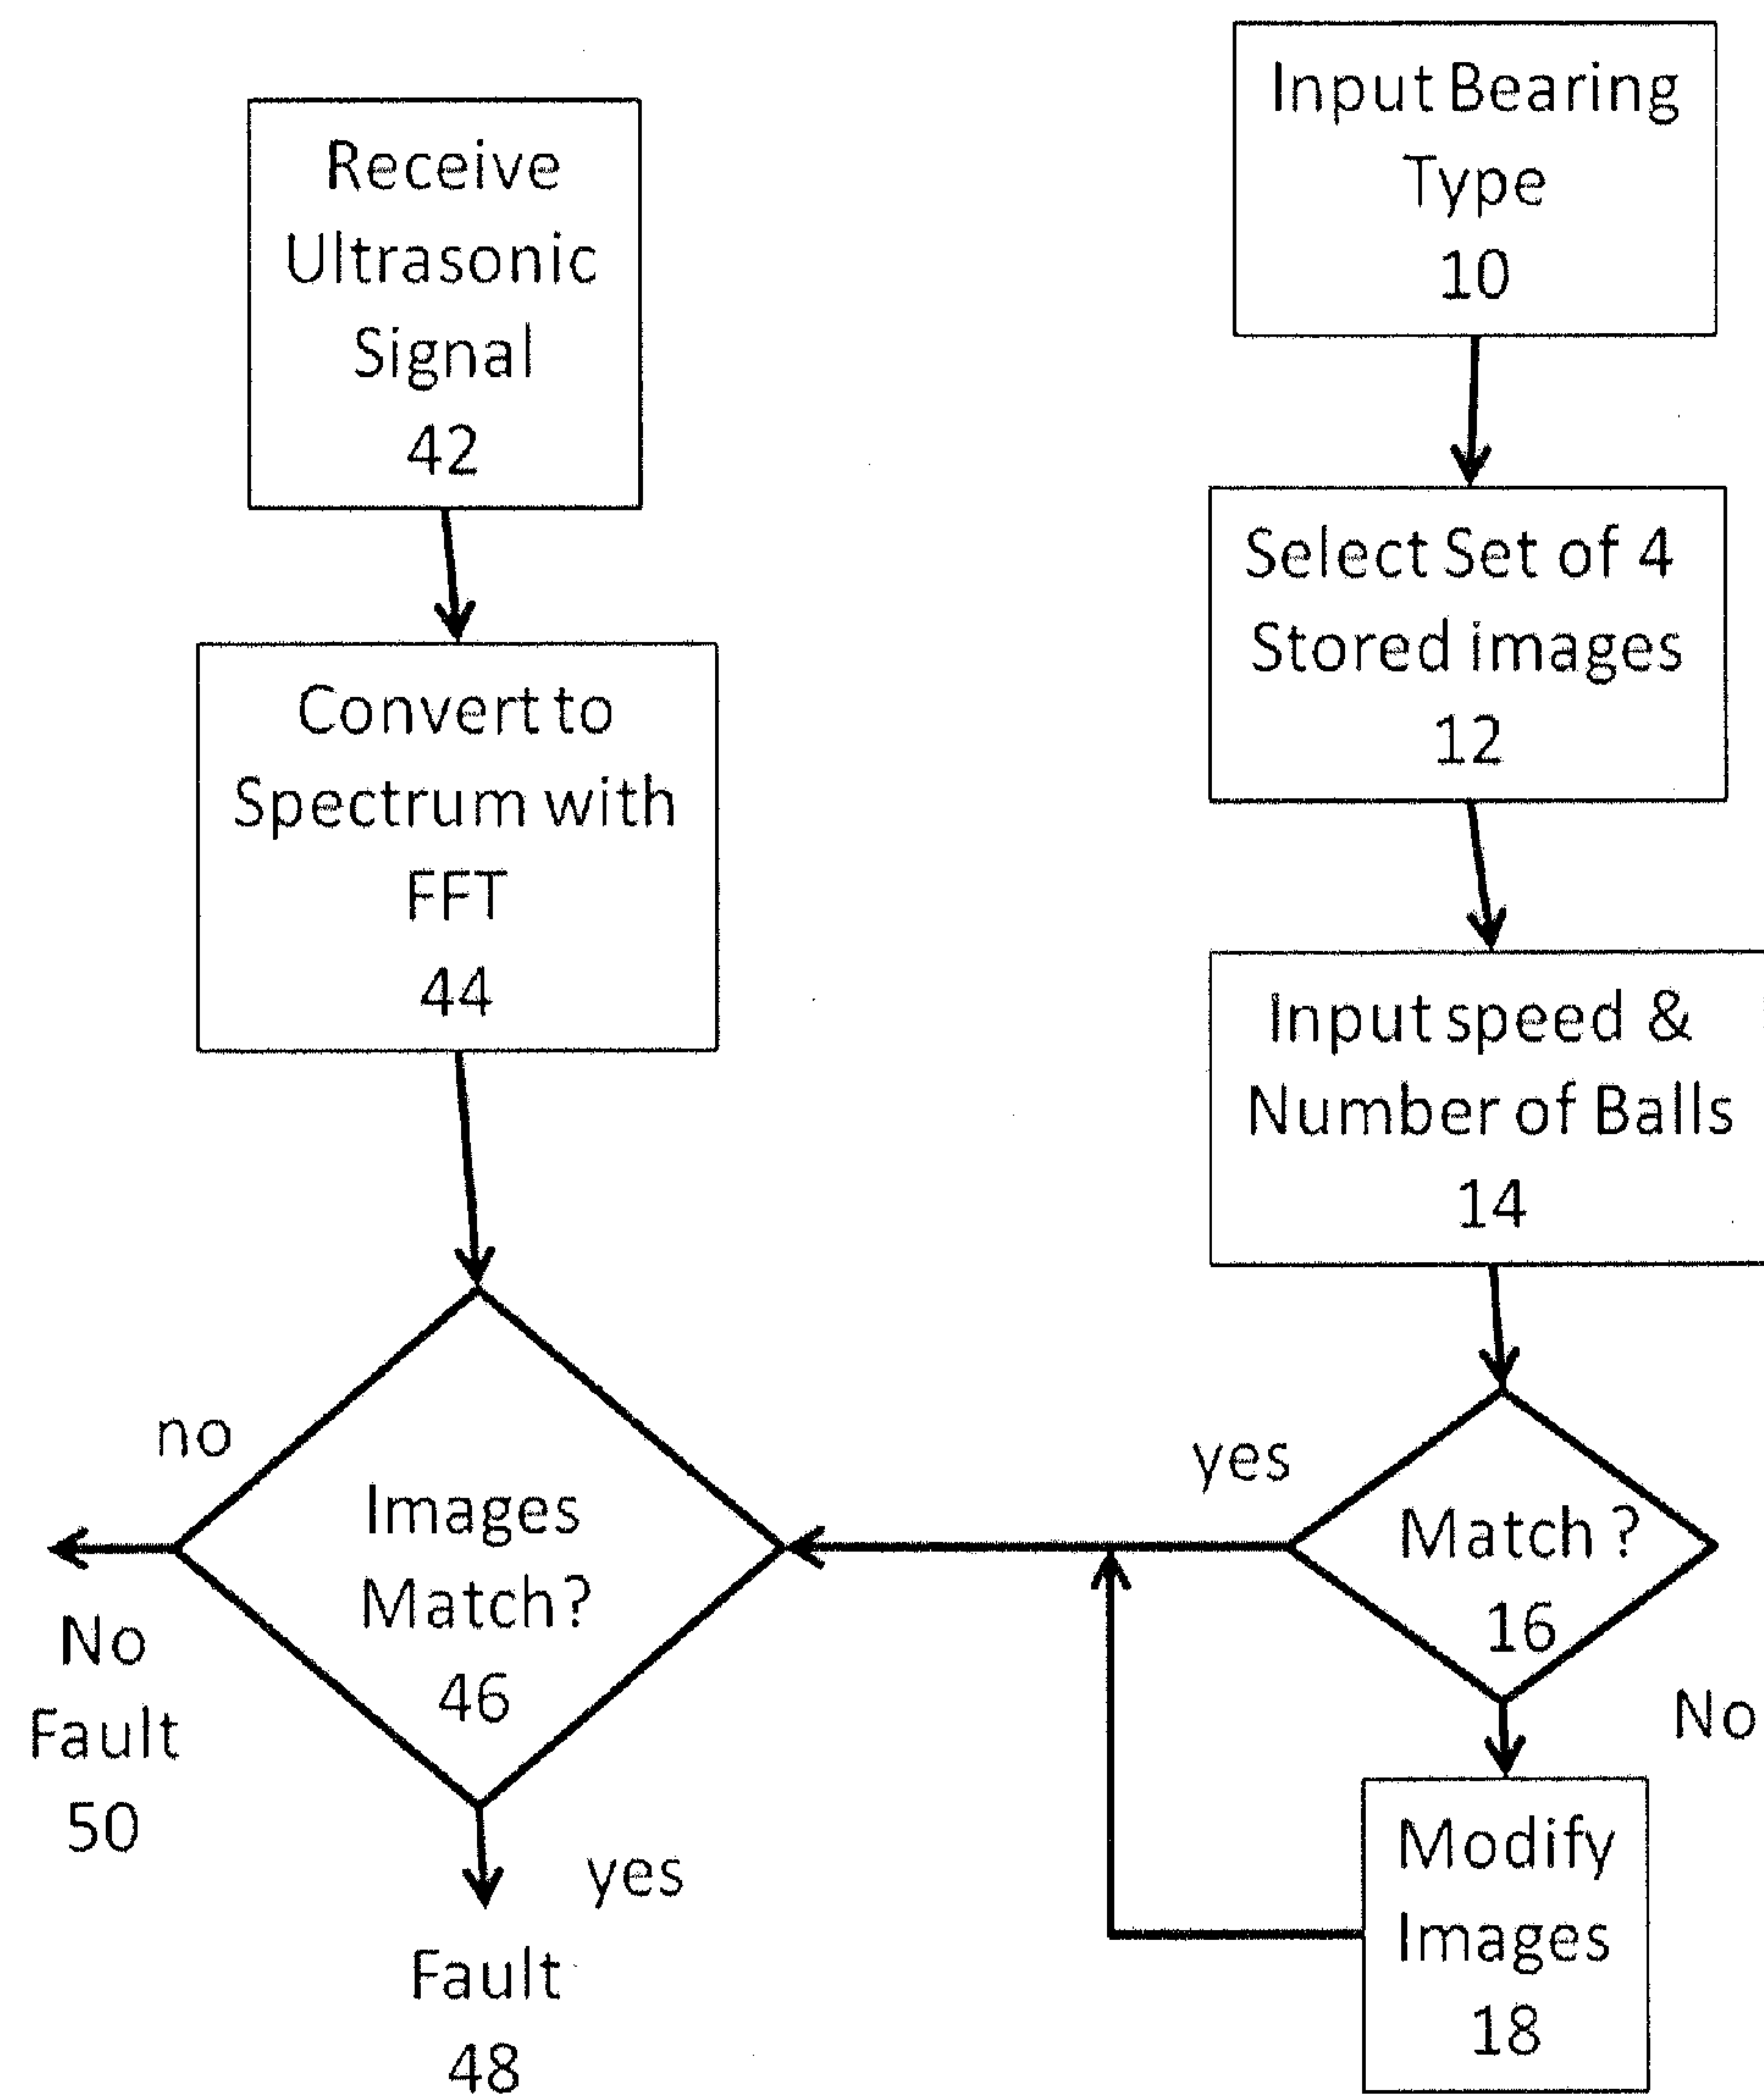 Receive
Ultrasonic
Signal
42
Convert to
Spectrum with
FFT
44
no
Images
Match?
46
No
Fault
50
yes
Fault
48
Input Bearing
Type
10
Select Set of 4
Stored images
12
Input speed &
Number of Balls
14
yes
Match ?
16
No
Modify
Images
18